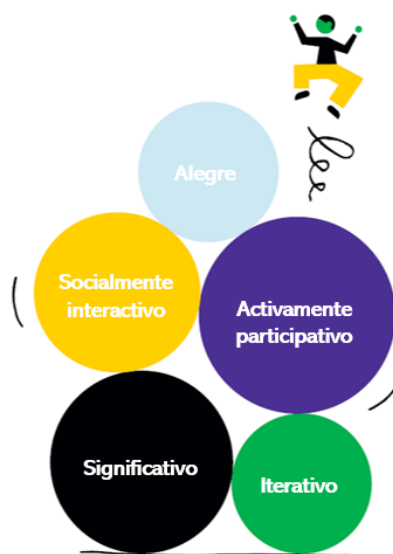 Alegre
Socialmente
interactivo
Activamente
participativo
Significativo
Iterativo